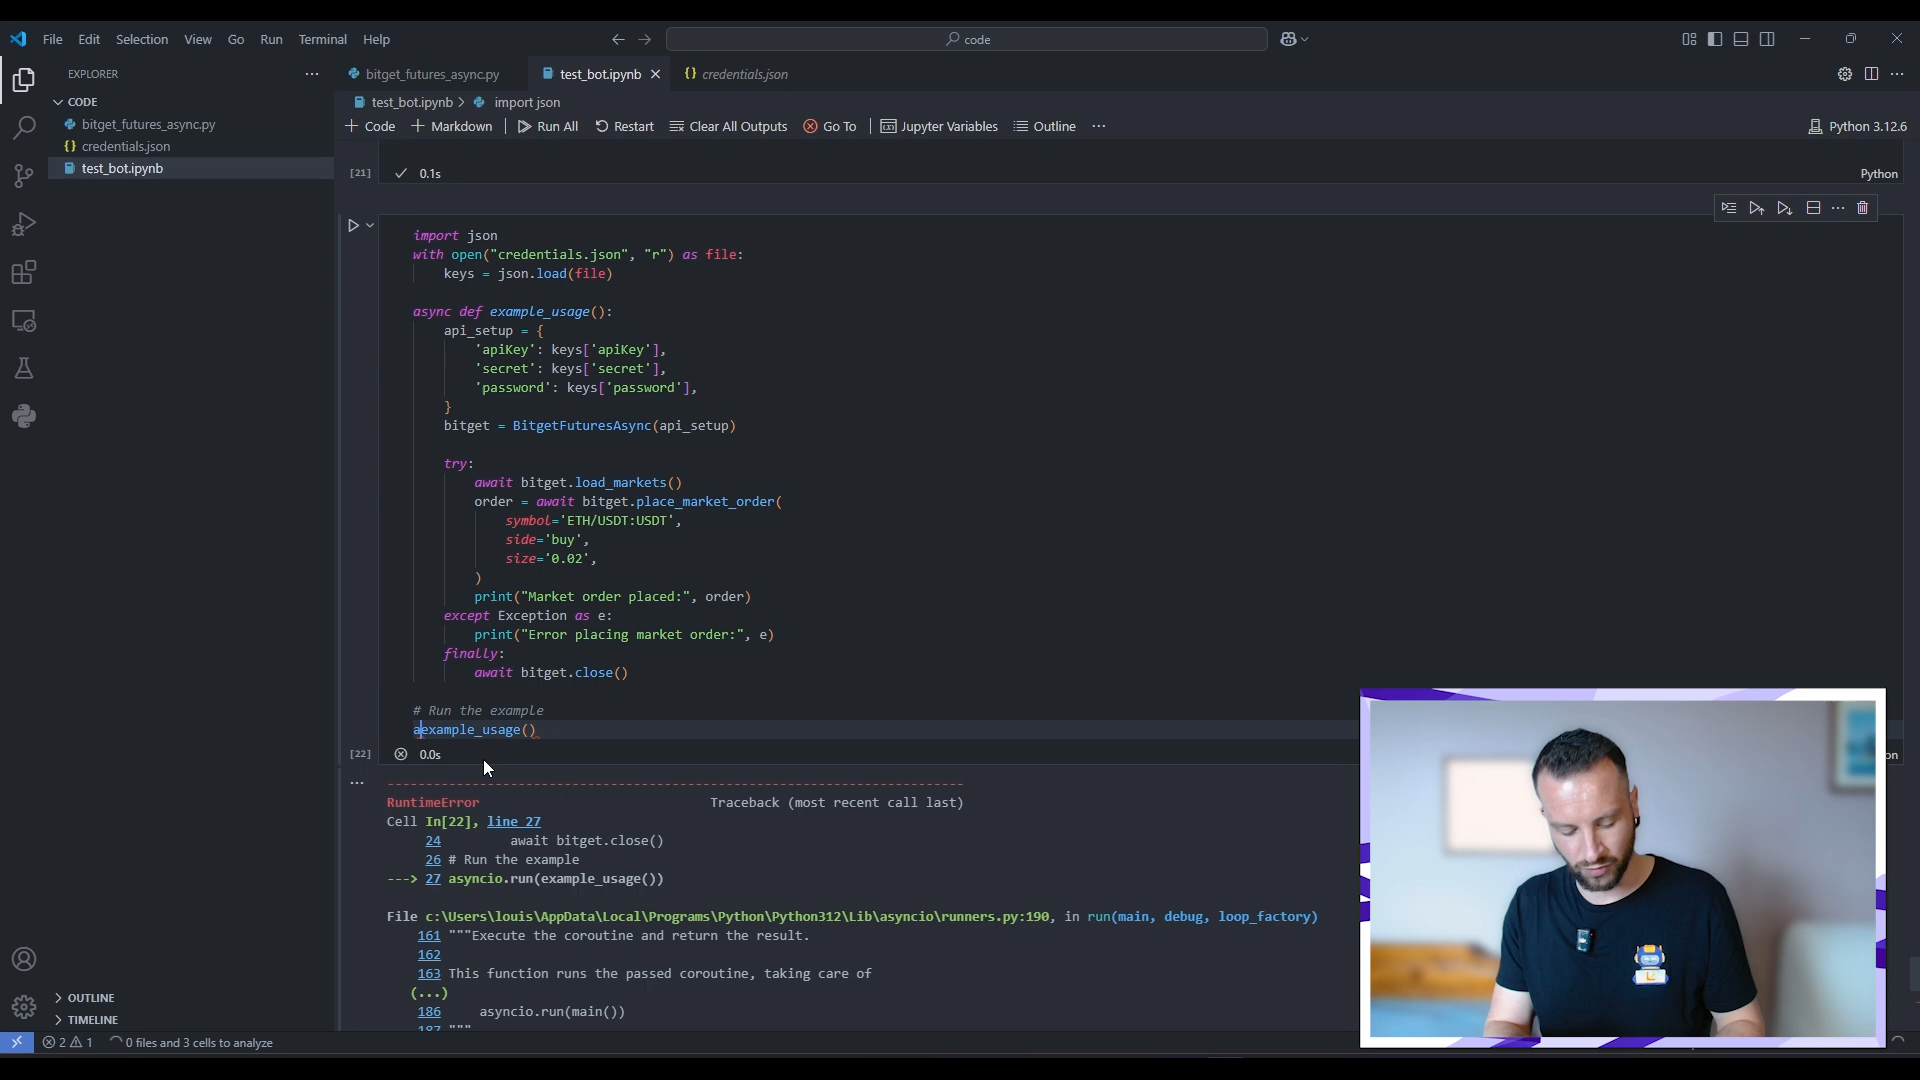 File Edit Selection View Go Run Terminal Help
code
EXPLORER
CODE
bitget_futures_async.py
credentials.json
test_bot.ipynb
bitget_futures_async.py
test_bot.ipynb
credentials.json
test_bot.ipynb > import json
+ Code + Markdown Run All Restart Clear All Outputs Go To Jupyter Variables Outline ...
Python 3.12.6
[21] 0.1s
Python
import json
with open("credentials.json", "r") as file:
keys = json.load(file)
async def example_usage():
api_setup = {
'apiKey': keys['apiKey'],
'secret': keys['secret'],
'password': keys['password'],
}
bitget = BitgetFuturesAsync(api_setup)
try:
await bitget.load_markets()
order = await bitget.place_market_order(
symbol='ETH/USDT:USDT',
side='buy',
size='0.02',
)
print("Market order placed:", order)
except Exception as e:
print("Error placing market order:", e)
finally:
await bitget.close()
# Run the example
aexample_usage()
[22] 0.0s
on
...
RuntimeError Traceback (most recent call last)
Cell In[22], line 27
24 await bitget.close()
26 # Run the example
---> 27 asyncio.run(example_usage())
File c:\Users\louis\AppData\Local\Programs\Python\Python312\Lib\asyncio\runners.py:190, in run(main, debug, loop_factory)
161 """Execute the coroutine and return the result.
162
163 This function runs the passed coroutine, taking care of
(...)
186 asyncio.run(main())
187 """
OUTLINE
TIMELINE
2 1 0 files and 3 cells to analyze